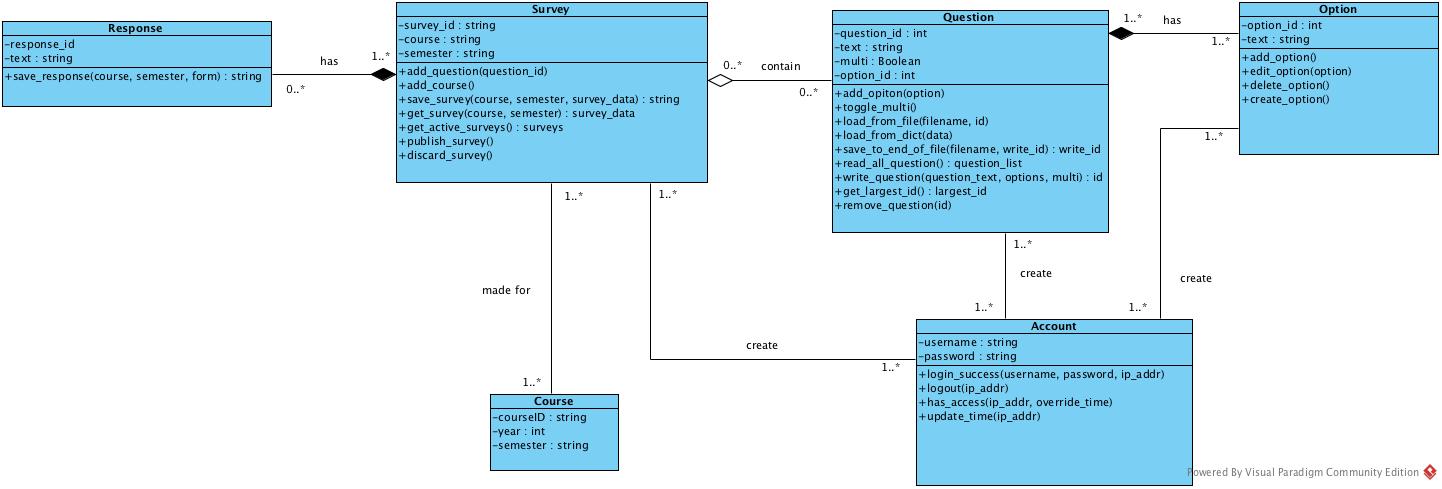 Response
-response_id
-text : string
+save_response(course, semester, form) : string
has
1..*
0..*
Survey
-survey_id : string
-course : string
-semester : string
+add_question(question_id)
+add_course()
+save_survey(course, semester, survey_data) : string
+get_survey(course, semester) : survey_data
+get_active_surveys() : surveys
+publish_survey()
+discard_survey()
0..*
contain
0..*
Question
-question_id : int
-text : string
-multi : Boolean
-option_id : int
+add_opiton(option)
+toggle_multi()
+load_from_file(filename, id)
+load_from_dict(data)
+save_to_end_of_file(filename, write_id) : write_id
+read_all_question() : question_list
+write_question(question_text, options, multi) : id
+get_largest_id() : largest_id
+remove_question(id)
1..*
has
1..*
Option
-option_id : int
-text : string
+add_option()
+edit_option(option)
+delete_option()
+create_option()
1..*
1..*
1..*
made for
1..*
create
1..*
1..*
create
1..*
create
1..*
Course
-courseID : string
-year : int
-semester : string
Account
-username : string
-password : string
+login_success(username, password, ip_addr)
+logout(ip_addr)
+has_access(ip_addr, override_time)
+update_time(ip_addr)
Powered By Visual Paradigm Community Edition